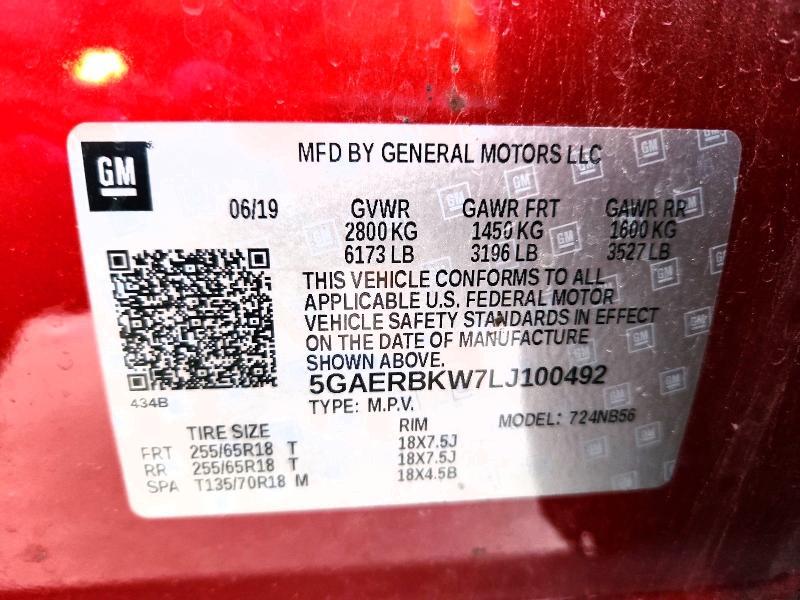 GM
MFD BY GENERAL MOTORS LLC
06/19 GVWR GAWR FRT GAWR RR
2800 KG 1450 KG 1600 KG
6173 LB 3196 LB 3527 LB
THIS VEHICLE CONFORMS TO ALL
APPLICABLE U.S. FEDERAL MOTOR
VEHICLE SAFETY STANDARDS IN EFFECT
ON THE DATE OF MANUFACTURE
SHOWN ABOVE.
5GAERBKW7LJ100492
434B
TYPE: M.P.V. MODEL: 724NB56
TIRE SIZE RIM
FRT 255/65R18 T 18X7.5J
RR 255/65R18 T 18X7.5J
SPA T135/70R18 M 18X4.5B